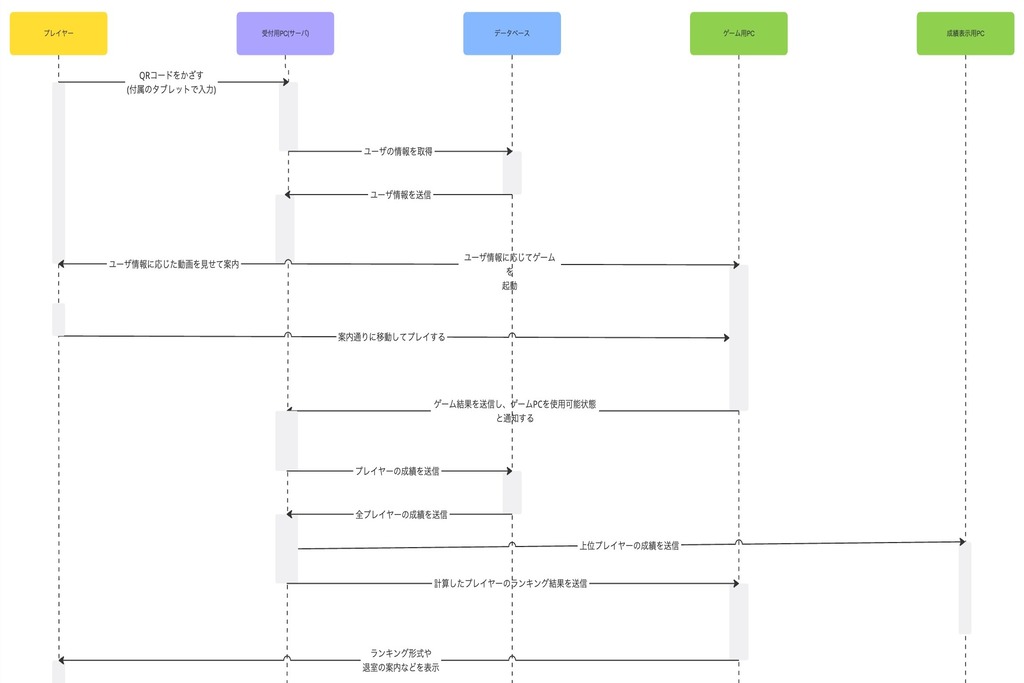 プレイヤー
受付用PC(サーバ)
データベース
ゲーム用PC
成績表示用PC
QRコードをかざす
(付属のタブレットで入力)
ユーザの情報を取得
ユーザ情報を送信
ユーザ情報に応じた動画を見せて案内
ユーザ情報に応じてゲーム
を
起動
案内通りに移動してプレイする
ゲーム結果を送信し、ゲームPCを使用可能状態
と通知する
プレイヤーの成績を送信
全プレイヤーの成績を送信
上位プレイヤーの成績を送信
計算したプレイヤーのランキング結果を送信
ランキング形式や
退室の案内などを表示